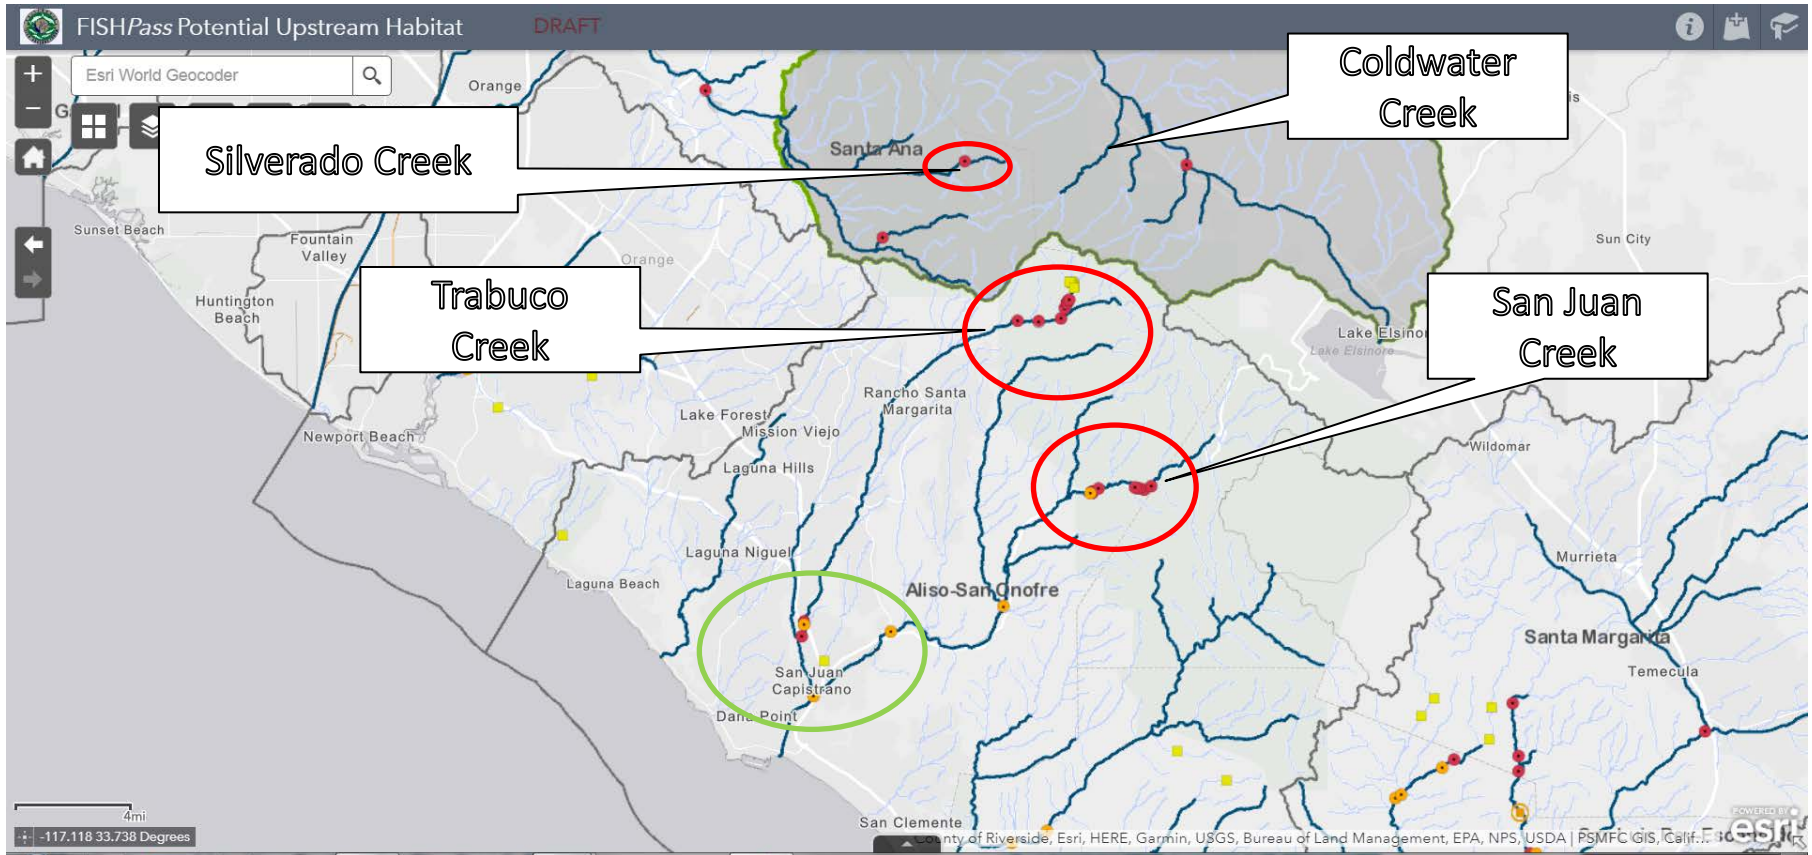 FISHPass Potential Upstream Habitat
DRAFT
Esri World Geocoder
Orange
Coldwater
Creek
Silverado Creek
Santa Ana
Sunset Beach
Fountain
Valley
Orange
Sun City
Huntington
Beach
Trabuco
Creek
San Juan
Creek
Lake Elsinore
Rancho Santa
Margarita
Lake Forest
Mission Viejo
Newport Beach
Wildomar
Laguna Hills
Laguna Niguel
Murrieta
Laguna Beach
Aliso-San Onofre
Santa Margarita
San Juan
Capistrano
Temecula
Dana Point
4mi
San Clemente
POWERED BY
esri
-117.118 33.738 Degrees
County of Riverside, Esri, HERE, Garmin, USGS, Bureau of Land Management, EPA, NPS, USDA | PSMFC GIS, Calif...